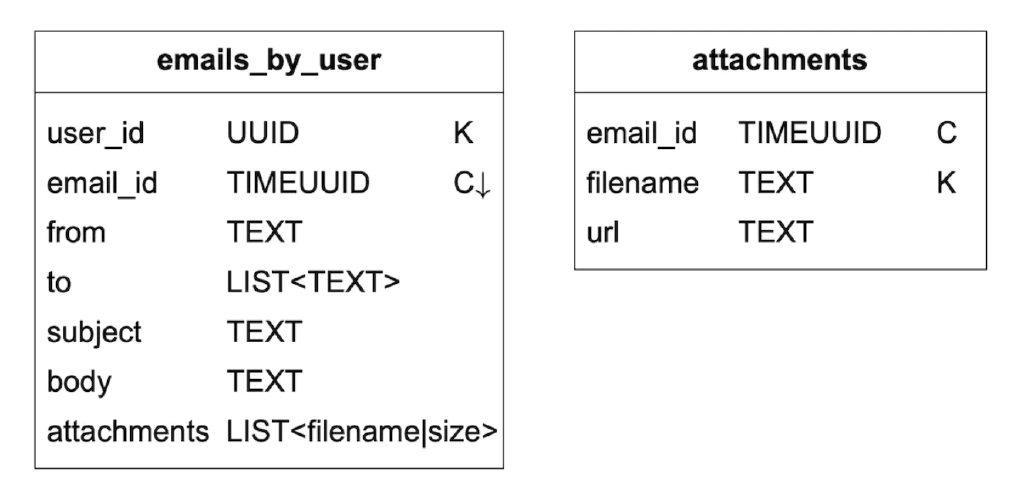 emails_by_user
user_id UUID K
email_id TIMEUUID C↓
from TEXT
to LIST<TEXT>
subject TEXT
body TEXT
attachments LIST<filename|size>
attachments
email_id TIMEUUID C
filename TEXT K
url TEXT